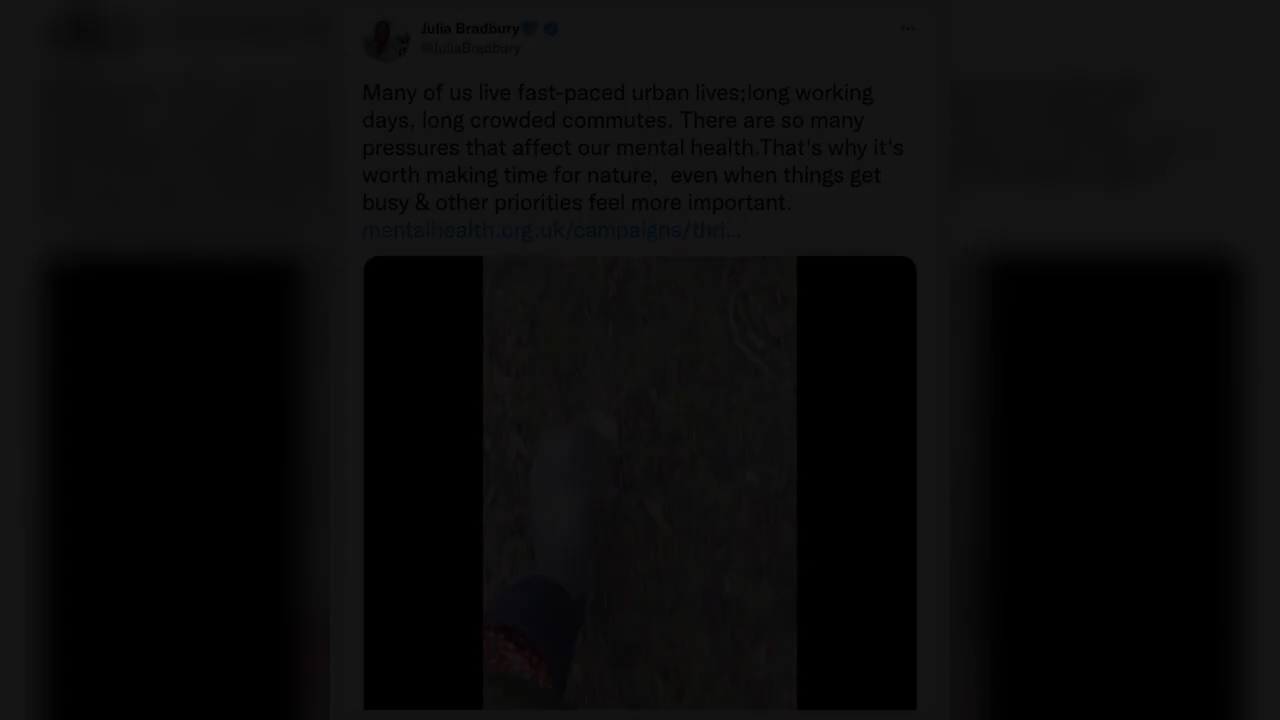 Julia Bradbury
@JuliaBradbury
Many of us live fast-paced urban lives;long working
days, long crowded commutes. There are so many
pressures that affect our mental health.That's why it's
worth making time for nature,  even when things get
busy & other priorities feel more important.
mentalhealth.org.uk/campaigns/thri...